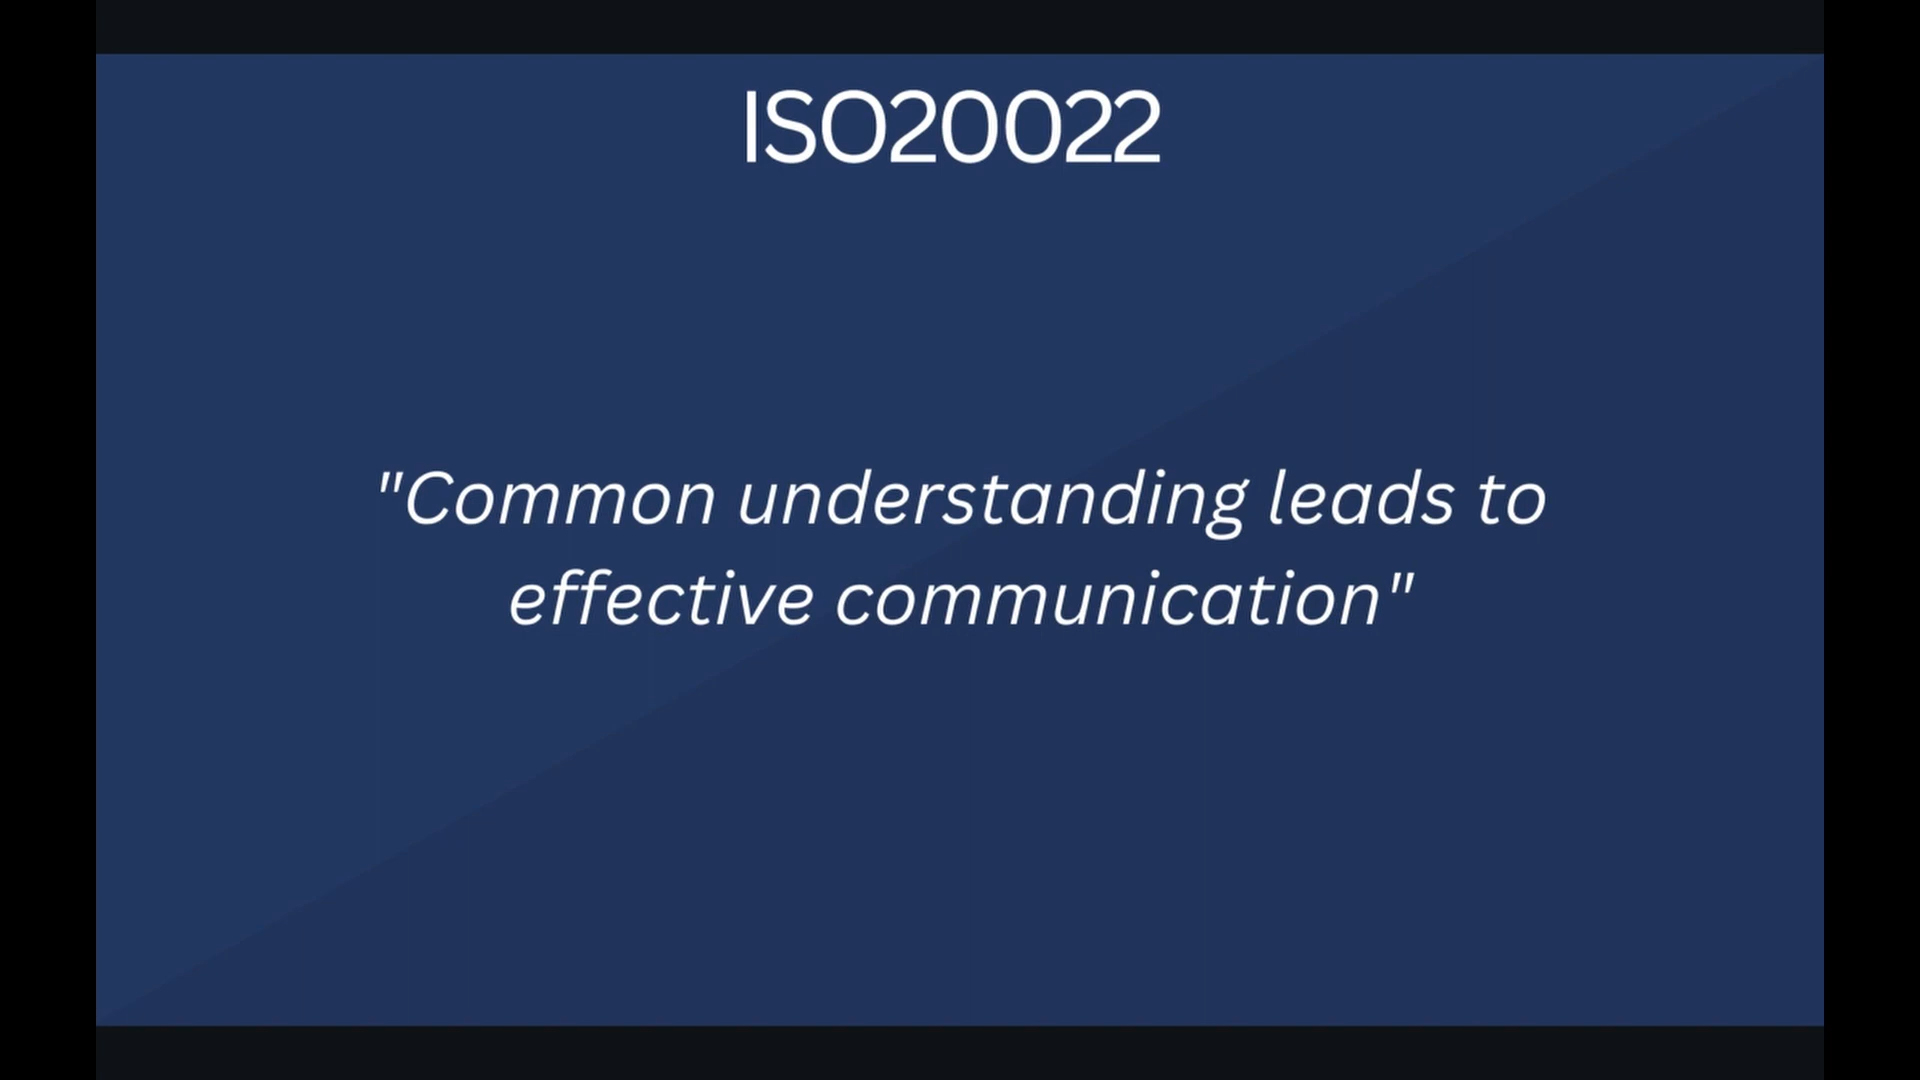 ISO20022
"Common understanding leads to
effective communication"